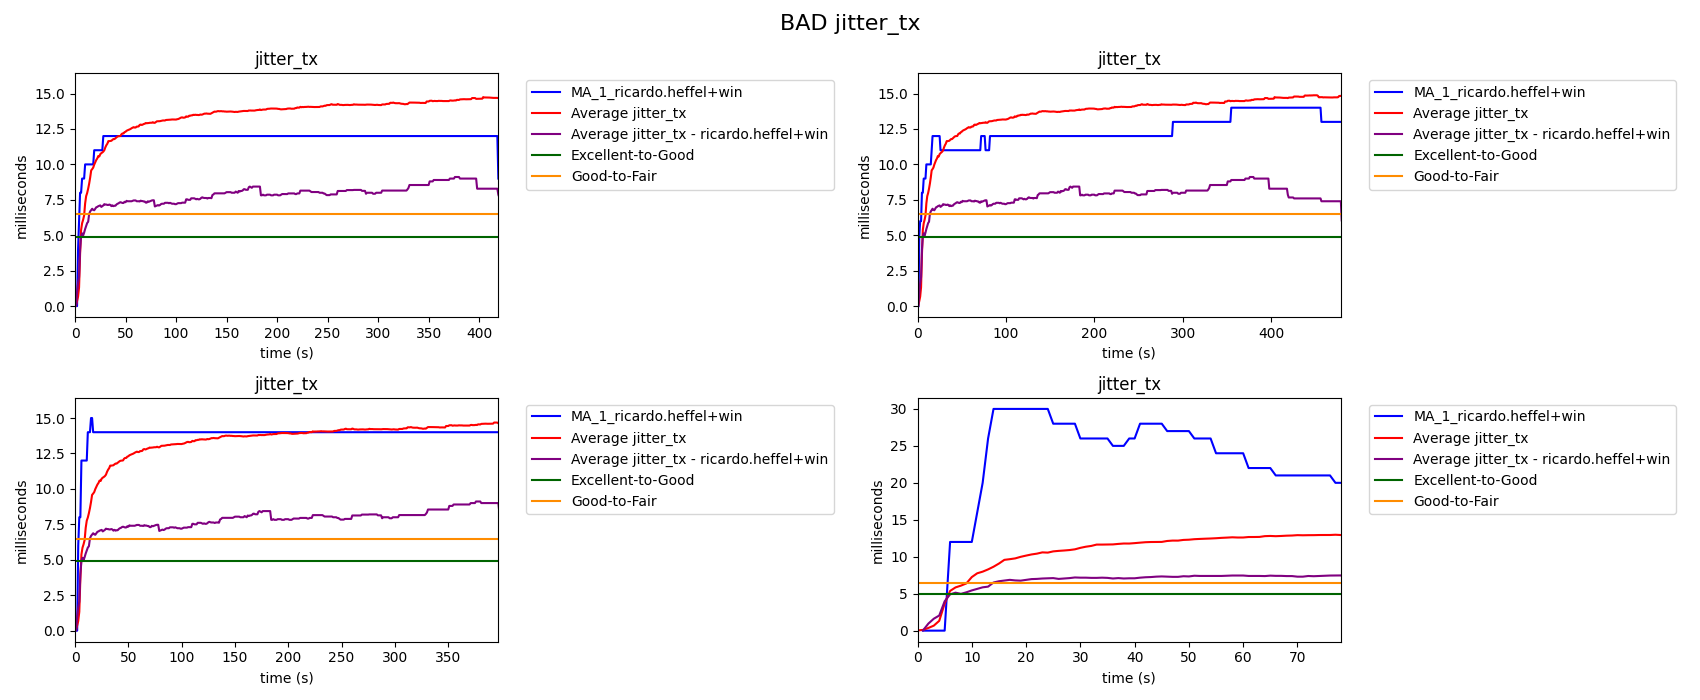 BAD jitter_tx
jitter_tx
15.0
12.5
10.0
7.5
5.0
2.5
0.0
milliseconds
0 50 100 150 200 250 300 350 400
time (s)
MA_1_ricardo.heffel+win
Average jitter_tx
Average jitter_tx - ricardo.heffel+win
Excellent-to-Good
Good-to-Fair
jitter_tx
15.0
12.5
10.0
7.5
5.0
2.5
0.0
milliseconds
0 100 200 300 400
time (s)
MA_1_ricardo.heffel+win
Average jitter_tx
Average jitter_tx - ricardo.heffel+win
Excellent-to-Good
Good-to-Fair
jitter_tx
15.0
12.5
10.0
7.5
5.0
2.5
0.0
milliseconds
0 50 100 150 200 250 300 350
time (s)
MA_1_ricardo.heffel+win
Average jitter_tx
Average jitter_tx - ricardo.heffel+win
Excellent-to-Good
Good-to-Fair
jitter_tx
30
25
20
15
10
5
0
milliseconds
0 10 20 30 40 50 60 70
time (s)
MA_1_ricardo.heffel+win
Average jitter_tx
Average jitter_tx - ricardo.heffel+win
Excellent-to-Good
Good-to-Fair